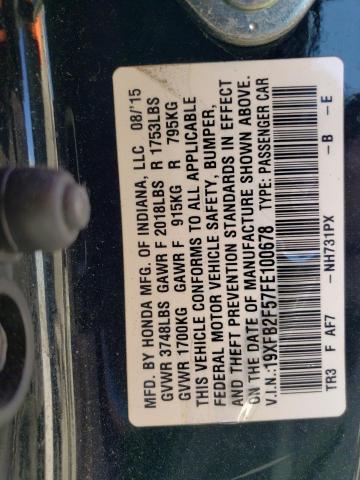 MFG. BY HONDA MFG. OF INDIANA, LLC 08/'15
GVWR 3748LBS GAWR F 2018LBS R 1753LBS
GVWR 1700KG GAWR F 915KG R 795KG
THIS VEHICLE CONFORMS TO ALL APPLICABLE
FEDERAL MOTOR VEHICLE SAFETY, BUMPER,
AND THEFT PREVENTION STANDARDS IN EFFECT
ON THE DATE OF MANUFACTURE SHOWN ABOVE.
V.I.N.:19XFB2F57FE100678 TYPE: PASSENGER CAR
TR3 F AF7 -NH731PX -B -E